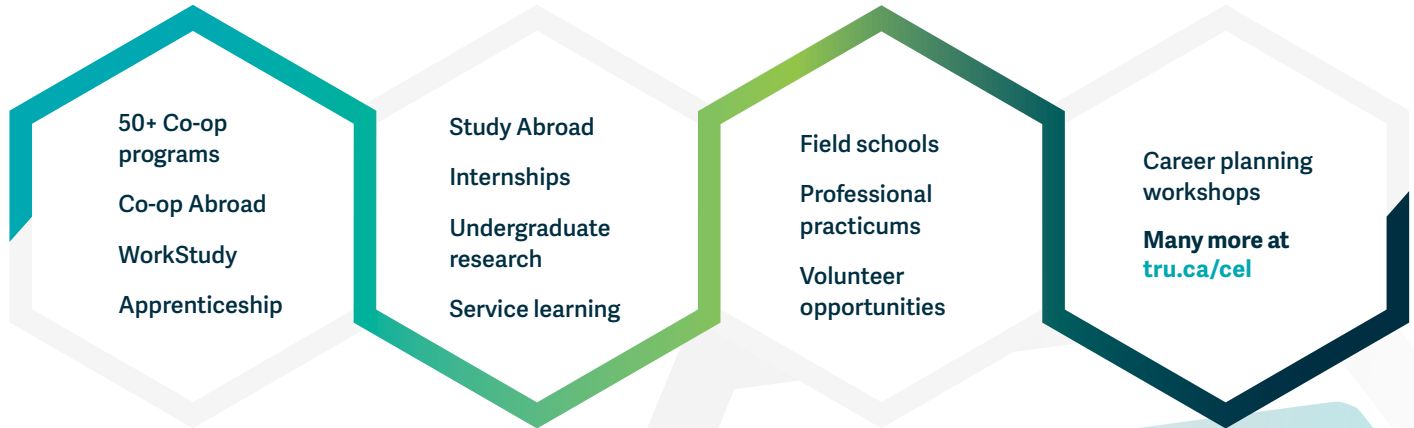 50+ Co-op
programs
Co-op Abroad
WorkStudy
Apprenticeship
Study Abroad
Internships
Undergraduate
research
Service learning
Field schools
Professional
practicums
Volunteer
opportunities
Career planning
workshops
Many more at
tru.ca/cel